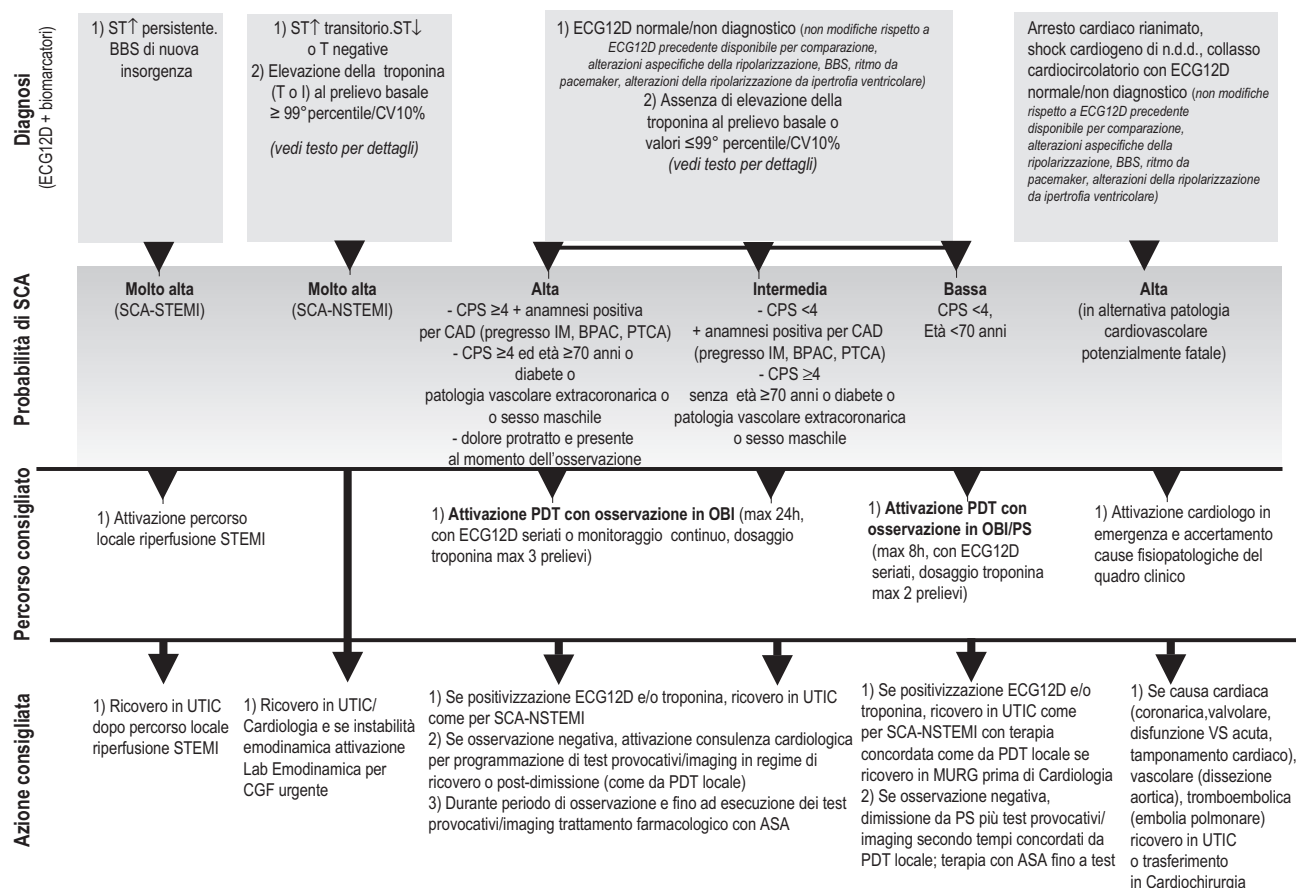 Diagnosi
(ECG12D + biomarcatori)
1) ST↑ persistente.
BBS di nuova
insorgenza
1) ST↑ transitorio.ST↓
o T negative
2) Elevazione della troponina
(T o I) al prelievo basale
≥ 99°percentile/CV10%
(vedi testo per dettagli)
1) ECG12D normale/non diagnostico (non modifiche rispetto a
ECG12D precedente disponibile per comparazione,
alterazioni aspecifiche della ripolarizzazione, BBS, ritmo da
pacemaker, alterazioni della ripolarizzazione da ipertrofia ventricolare)
2) Assenza di elevazione della
troponina al prelievo basale o
valori ≤99° percentile/CV10%
(vedi testo per dettagli)
Arresto cardiaco rianimato,
shock cardiogeno di n.d.d., collasso
cardiocircolatorio con ECG12D
normale/non diagnostico (non modifiche
rispetto a ECG12D precedente
disponibile per comparazione,
alterazioni aspecifiche della
ripolarizzazione, BBS, ritmo da
pacemaker, alterazioni della ripolarizzazione
da ipertrofia ventricolare)
Probabilità di SCA
Molto alta
(SCA-STEMI)
Molto alta
(SCA-NSTEMI)
Alta
- CPS ≥4 + anamnesi positiva
per CAD (pregresso IM, BPAC, PTCA)
- CPS ≥4 ed età ≥70 anni o
diabete o
patologia vascolare extracoronarica o
o sesso maschile
- dolore protratto e presente
al momento dell'osservazione
Intermedia
- CPS <4
+ anamnesi positiva per CAD
(pregresso IM, BPAC, PTCA)
- CPS ≥4
senza età ≥70 anni o diabete o
patologia vascolare extracoronarica
o sesso maschile
Bassa
CPS <4,
Età <70 anni
Alta
(in alternativa patologia
cardiovascolare
potenzialmente fatale)
Percorso consigliato
1) Attivazione percorso
locale riperfusione STEMI
1) Attivazione PDT con osservazione in OBI (max 24h,
con ECG12D seriati o monitoraggio continuo, dosaggio
troponina max 3 prelievi)
1) Attivazione PDT con
osservazione in OBI/PS
(max 8h, con ECG12D
seriati, dosaggio troponina
max 2 prelievi)
1) Attivazione cardiologo in
emergenza e accertamento
cause fisiopatologiche del
quadro clinico
Azione consigliata
1) Ricovero in UTIC
dopo percorso locale
riperfusione STEMI
1) Ricovero in UTIC/
Cardiologia e se instabilità
emodinamica attivazione
Lab Emodinamica per
CGF urgente
1) Se positivizzazione ECG12D e/o troponina, ricovero in UTIC
come per SCA-NSTEMI
2) Se osservazione negativa, attivazione consulenza cardiologica
per programmazione di test provocativi/imaging in regime di
ricovero o post-dimissione (come da PDT locale)
3) Durante periodo di osservazione e fino ad esecuzione dei test
provocativi/imaging trattamento farmacologico con ASA
1) Se positivizzazione ECG12D e/o
troponina, ricovero in UTIC come
per SCA-NSTEMI con terapia
concordata come da PDT locale se
ricovero in MURG prima di Cardiologia
2) Se osservazione negativa,
dimissione da PS più test provocativi/
imaging secondo tempi concordati da
PDT locale; terapia con ASA fino a test
1) Se causa cardiaca
(coronarica,valvolare,
disfunzione VS acuta,
tamponamento cardiaco),
vascolare (dissezione
aortica), tromboembolica
(embolia polmonare)
ricovero in UTIC
o trasferimento
in Cardiochirurgia